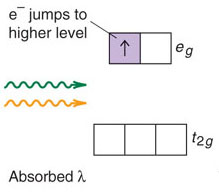 e⁻ jumps to
higher level
↑
e_g
t_2g
Absorbed λ